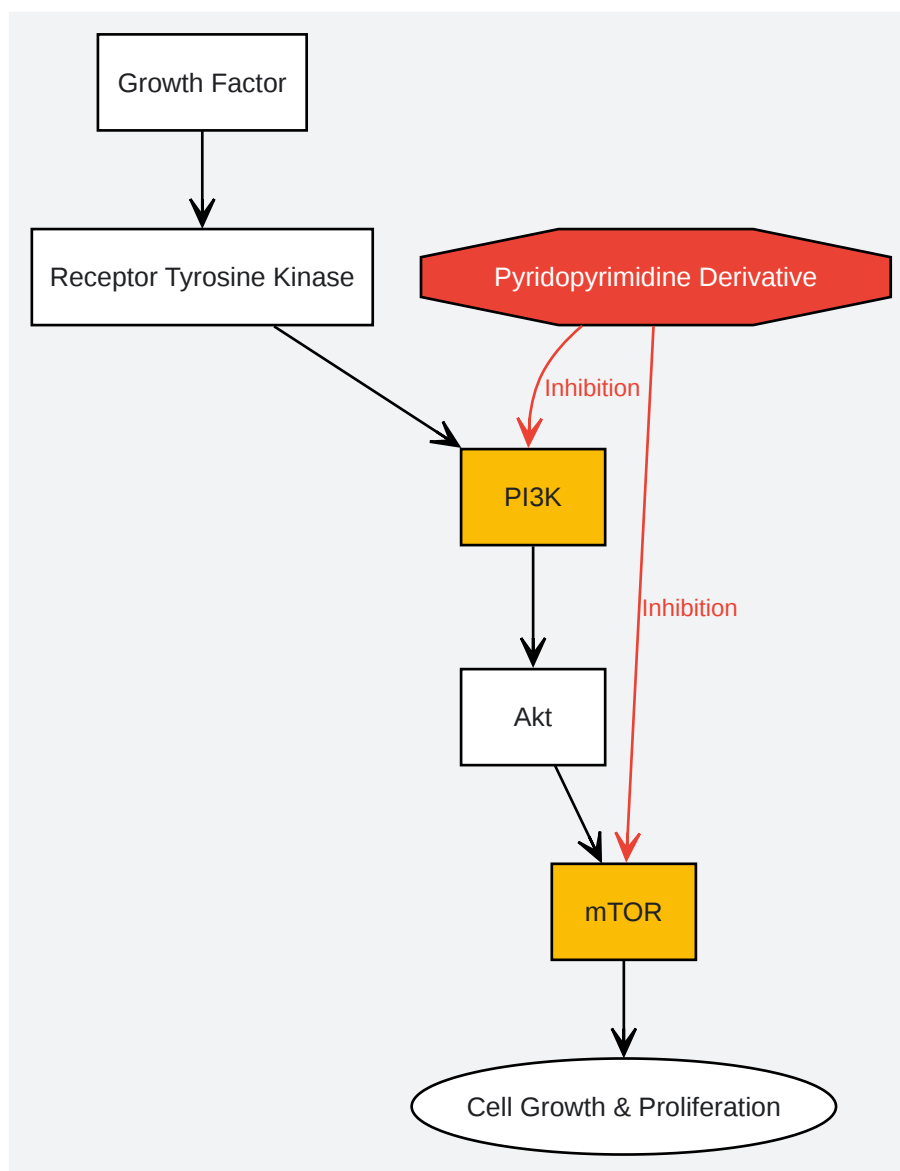 Growth Factor
Receptor Tyrosine Kinase
Pyridopyrimidine Derivative
Inhibition
PI3K
Inhibition
Akt
mTOR
Cell Growth & Proliferation